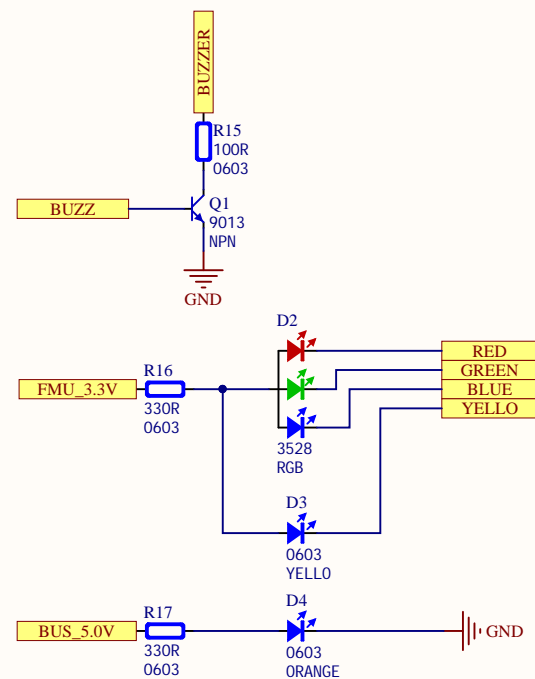 BUZZER
R15
100R
0603
BUZZ
Q1
9013
NPN
GND
D2
R16
FMU_3.3V
330R
0603
RED
GREEN
BLUE
YELLO
3528
RGB
D3
0603
YELLO
R17
BUS_5.0V
330R
0603
D4
0603
ORANGE
GND